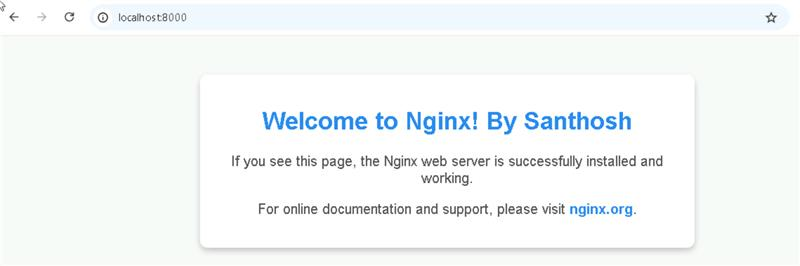 localhost:8000
Welcome to Nginx! By Santhosh
If you see this page, the Nginx web server is successfully installed and
working.
For online documentation and support, please visit nginx.org.